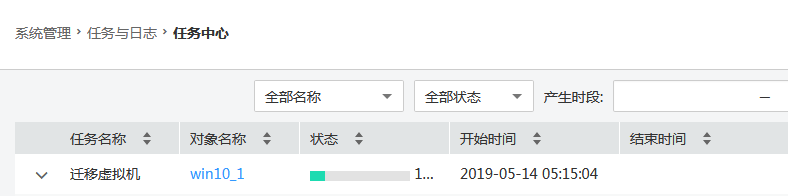 系统管理 > 任务与日志 > 任务中心
全部名称 全部状态 产生时段: —
任务名称 对象名称 状态 开始时间 结束时间
迁移虚拟机 win10_1 1... 2019-05-14 05:15:04